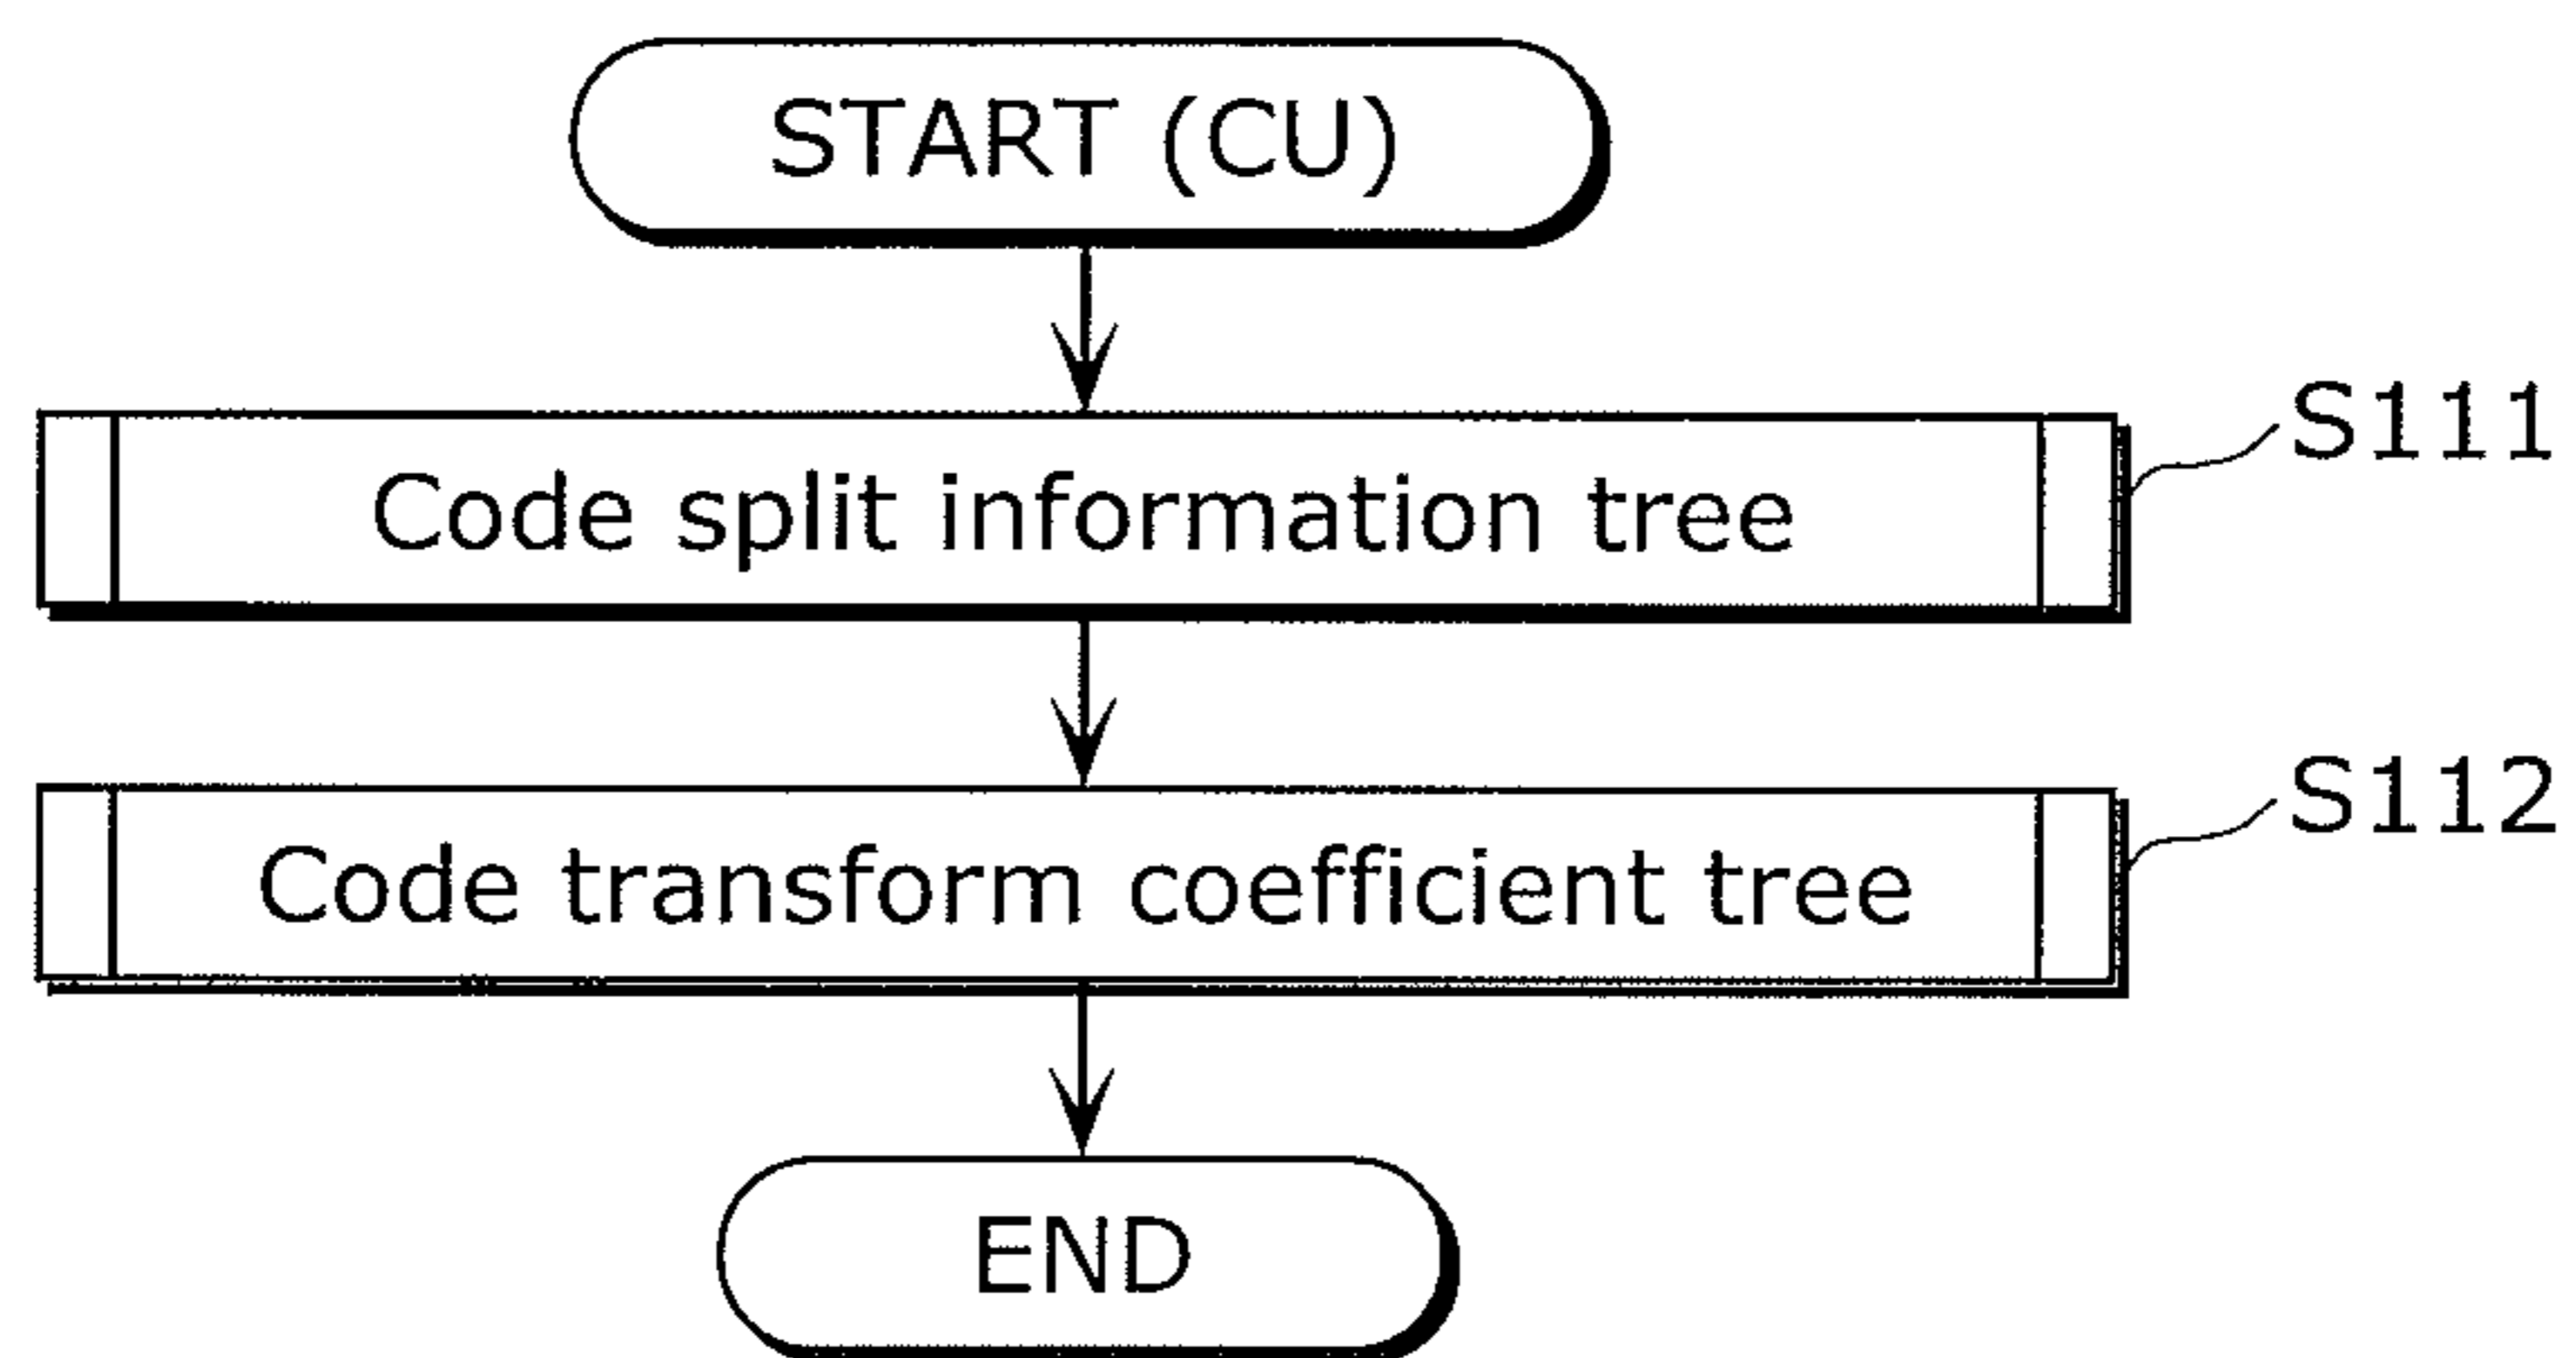 START (CU)
Code split information tree
S111
Code transform coefficient tree
S112
END